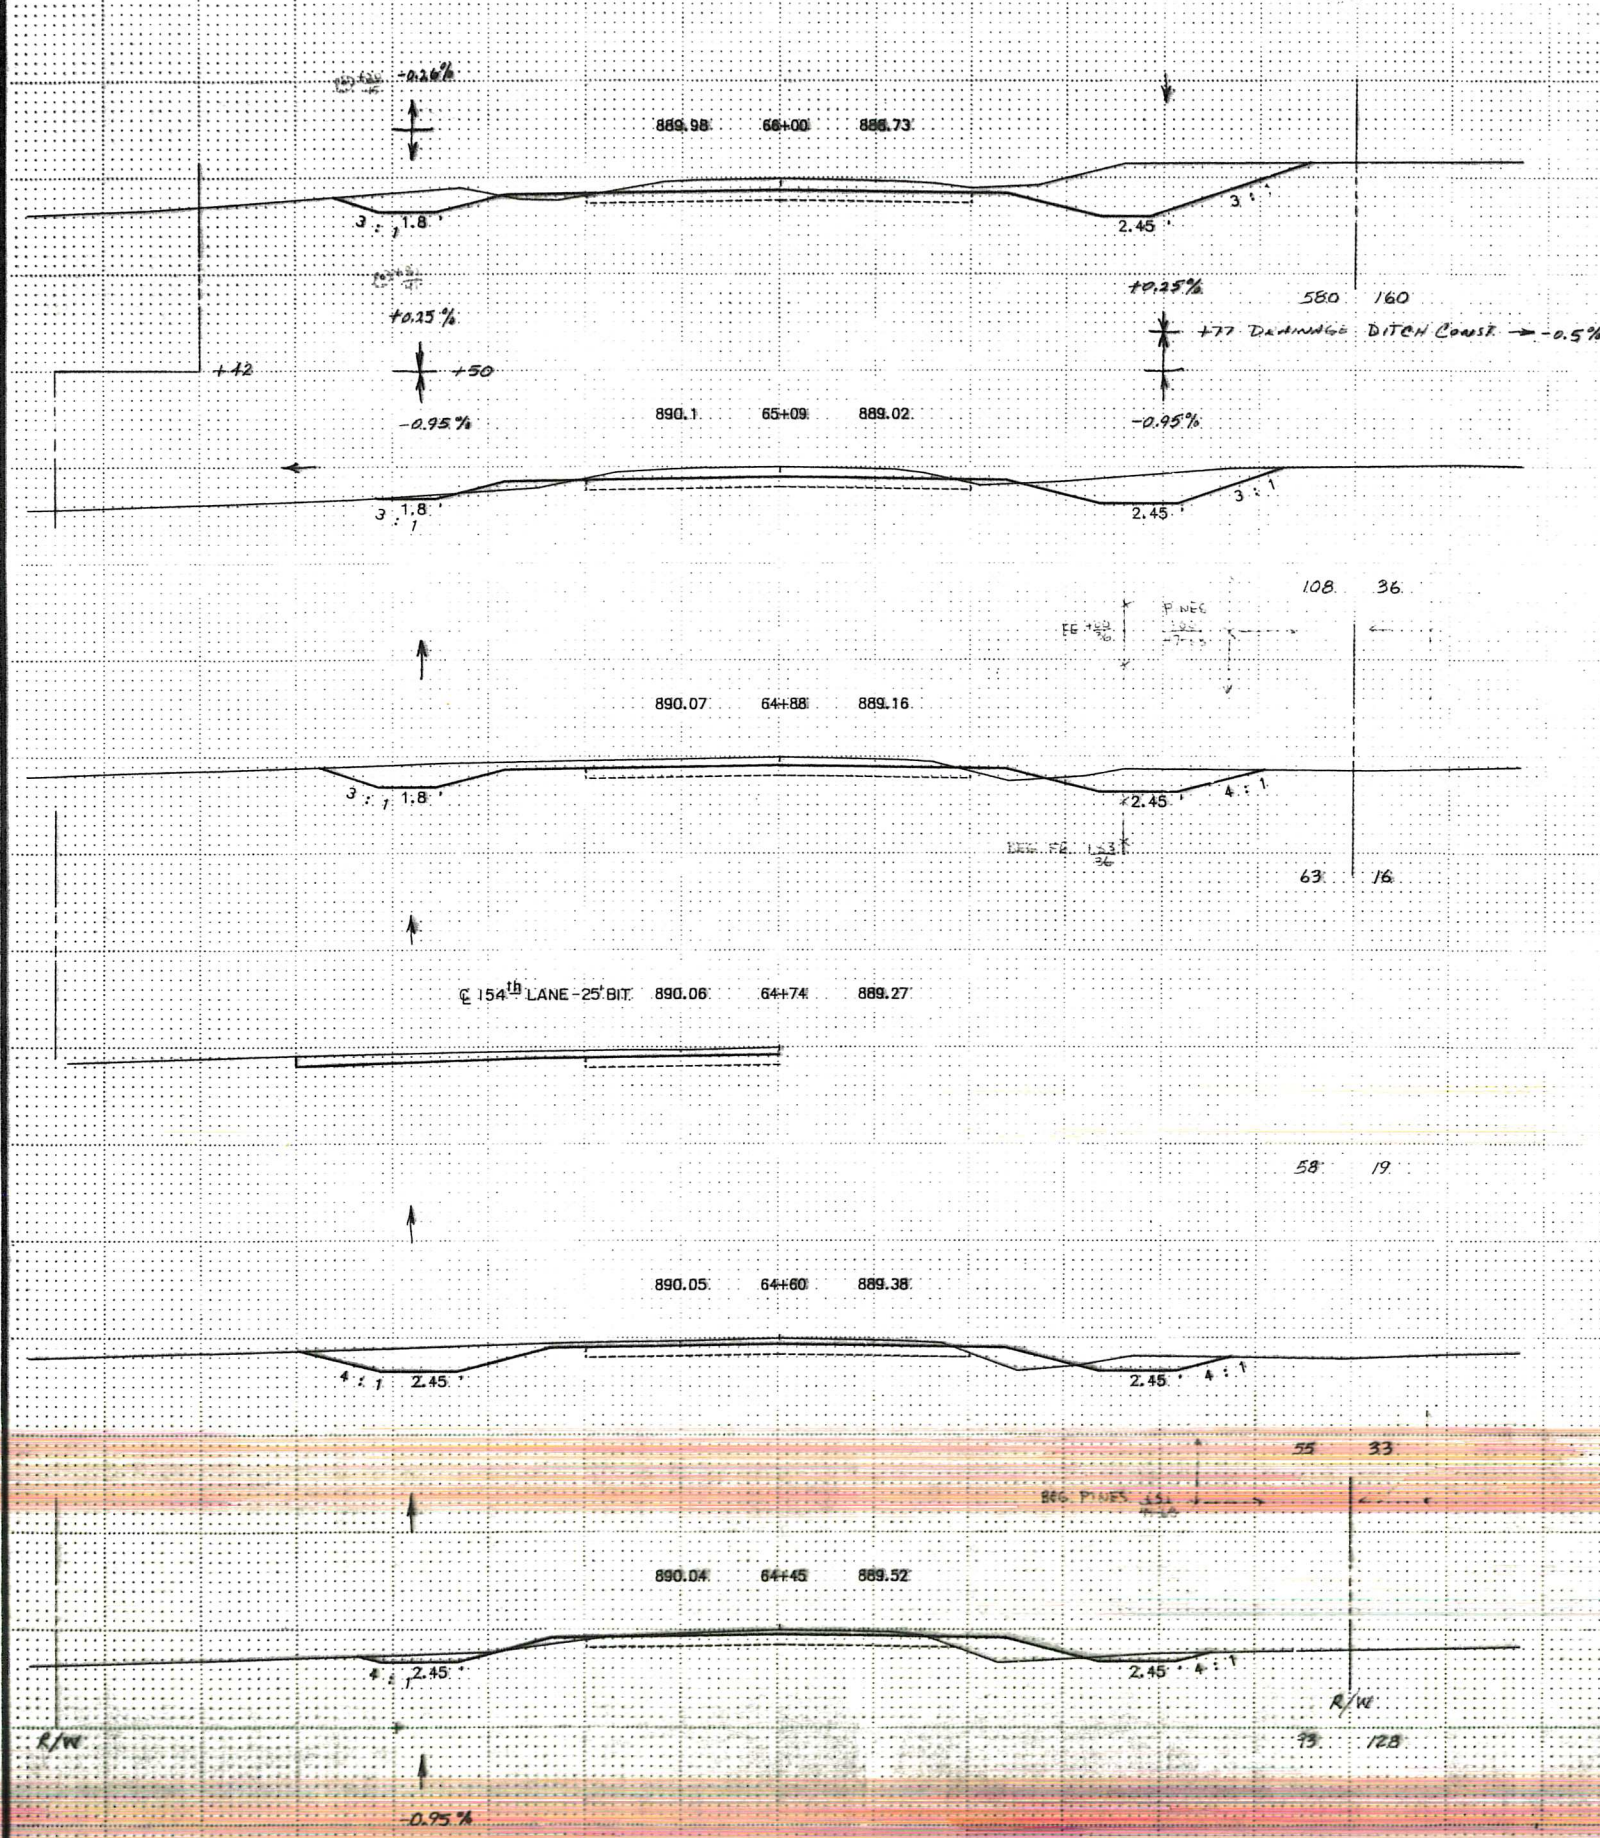 -0.26%
889.98 66+00 888.73
3 : 1 1.8'
2.45' 3 : 1
+0.25%
580 160
+0.25%
+77 DRAINAGE DITCH CONST. → -0.5%
+42 +50
-0.95%
890.1 65+09 889.02
-0.95%
3 : 1 1.8'
2.45' 3 : 1
108 36
890.07 64+88 889.16
3 : 1 1.8'
2.45' 4 : 1
63 16
℄ 154th LANE-25' BIT. 890.06 64+74 889.27
58 19
890.05 64+60 889.38
4 : 1 2.45'
2.45' 4 : 1
55 33
BEG PINES
890.04 64+45 889.52
4 : 1 2.45'
2.45' 4 : 1
R/W
R/W
93 128
-0.95%